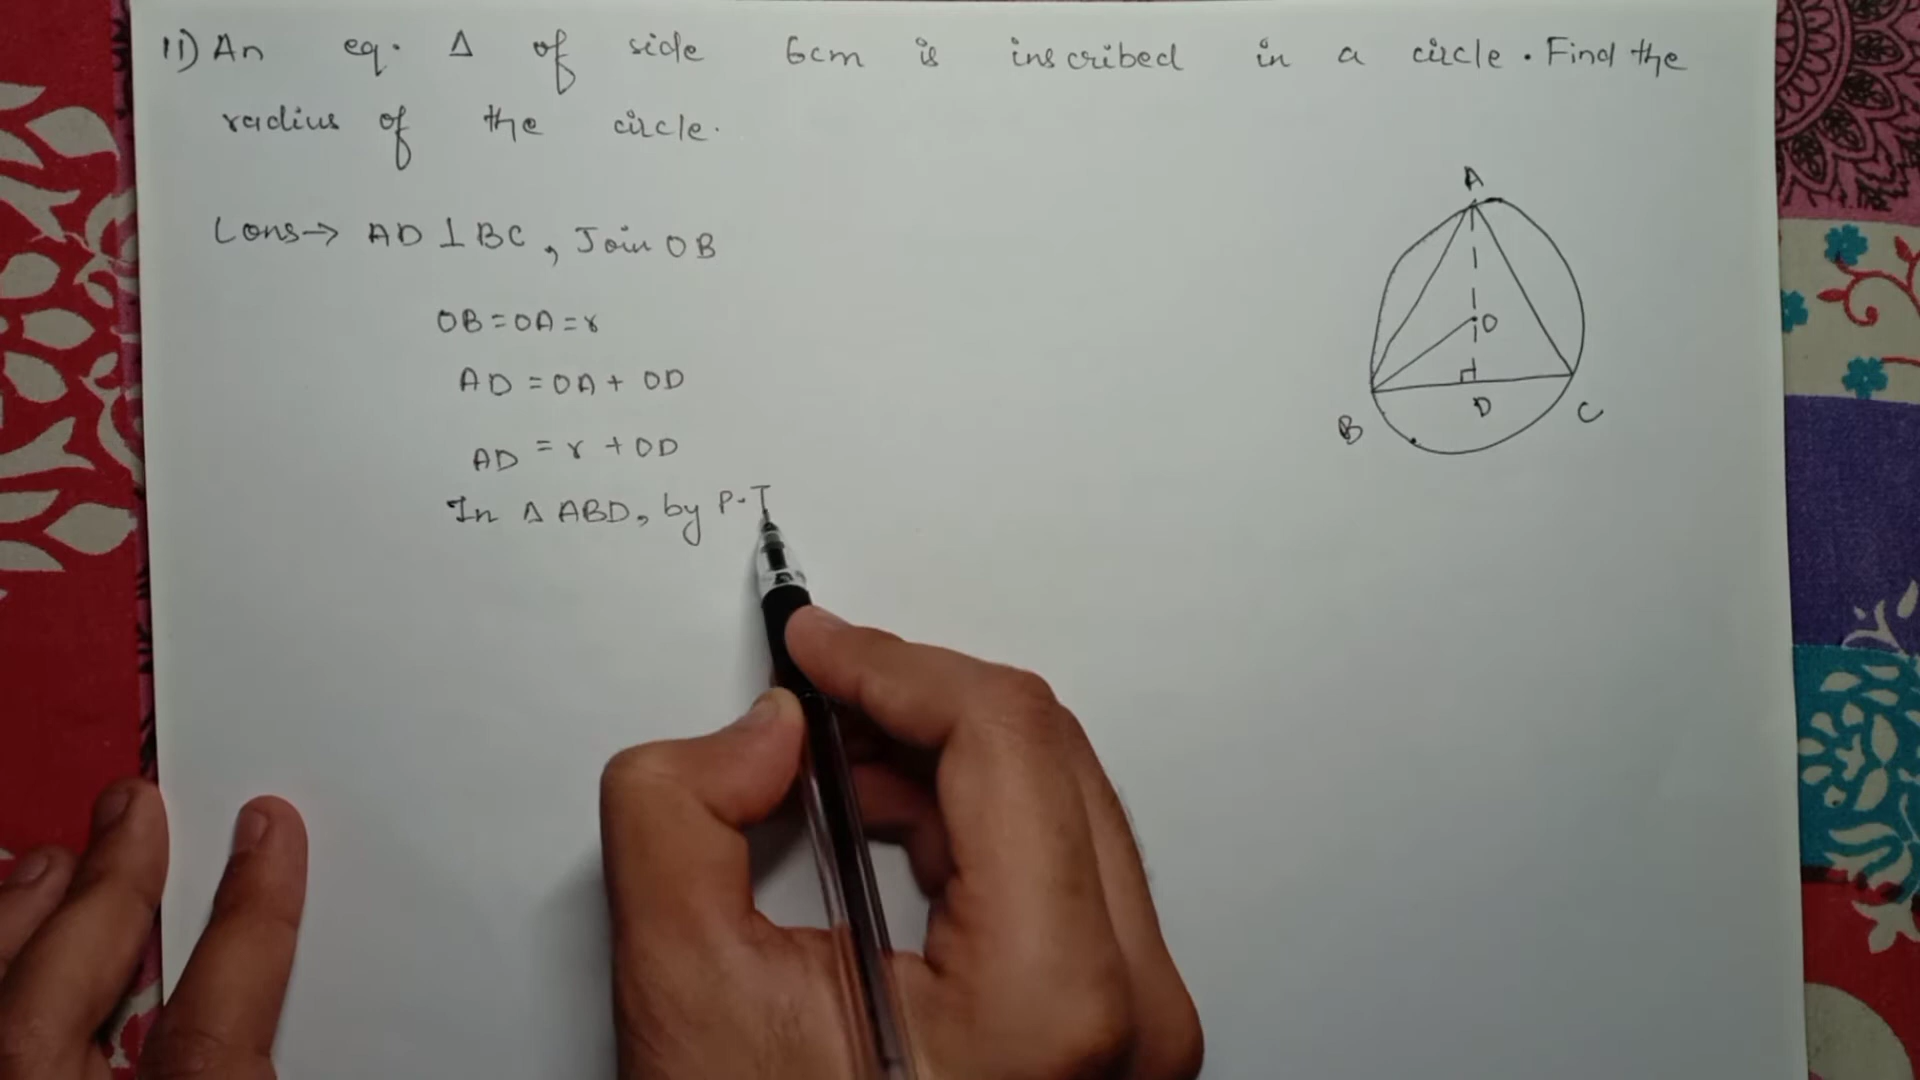 11) An eq. Δ of side 6cm is inscribed in a circle. Find the
radius of the circle.
Cons→ AD ⊥ BC, Join OB
OB = OA = r
AD = OA + OD
AD = r + OD
In Δ ABD, by P.T
A
O
D
B
C